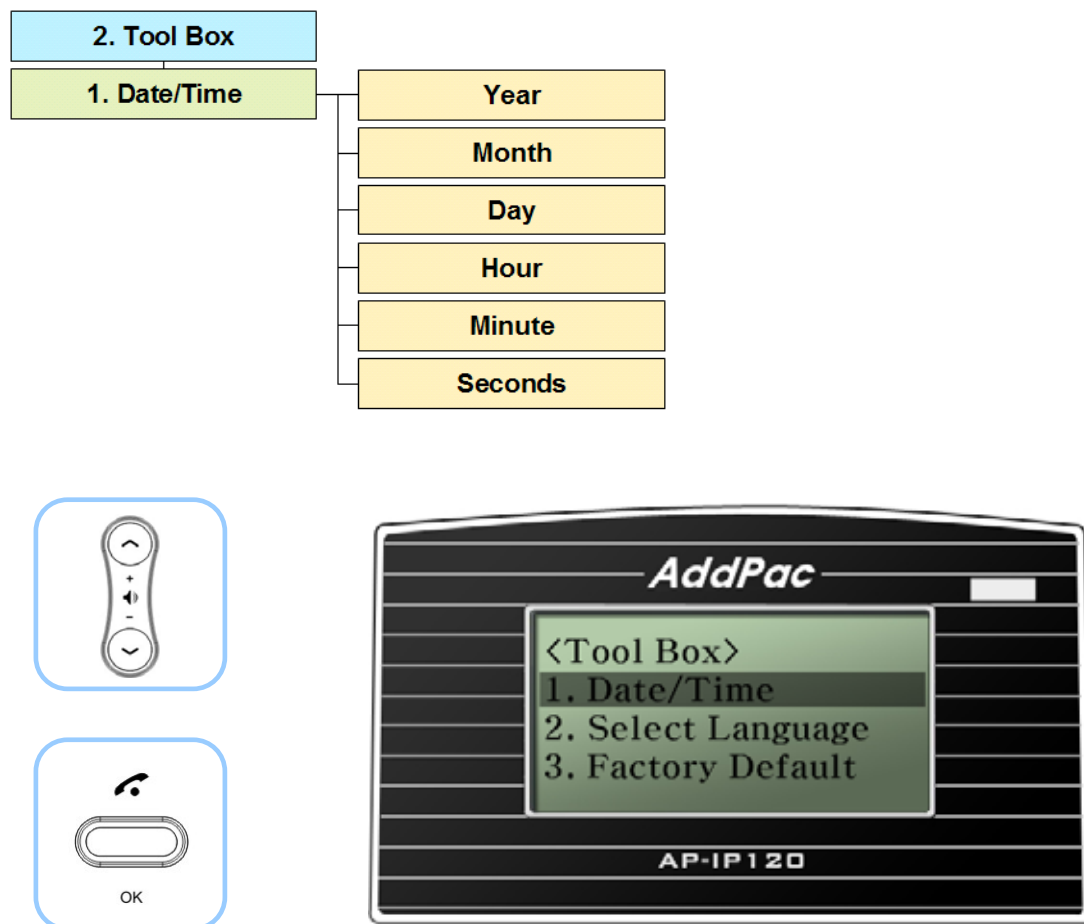 2. Tool Box
1. Date/Time
Year
Month
Day
Hour
Minute
Seconds
+
-
OK
AddPac
<Tool Box>
1. Date/Time
2. Select Language
3. Factory Default
AP-IP120